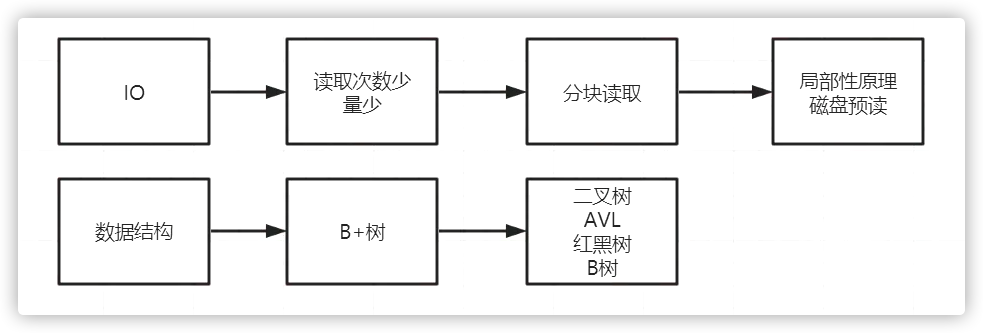 IO
读取次数少
量少
分块读取
局部性原理
磁盘预读
数据结构
B+树
二叉树
AVL
红黑树
B树